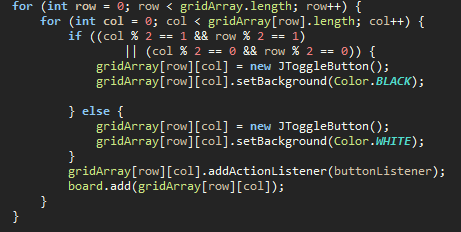 for (int row = 0; row < gridArray.length; row++) {
for (int col = 0; col < gridArray[row].length; col++) {
if ((col % 2 == 1 && row % 2 == 1)
|| (col % 2 == 0 && row % 2 == 0)) {
gridArray[row][col] = new JToggleButton();
gridArray[row][col].setBackground(Color.BLACK);
} else {
gridArray[row][col] = new JToggleButton();
gridArray[row][col].setBackground(Color.WHITE);
}
gridArray[row][col].addActionListener(buttonListener);
board.add(gridArray[row][col]);
}
}